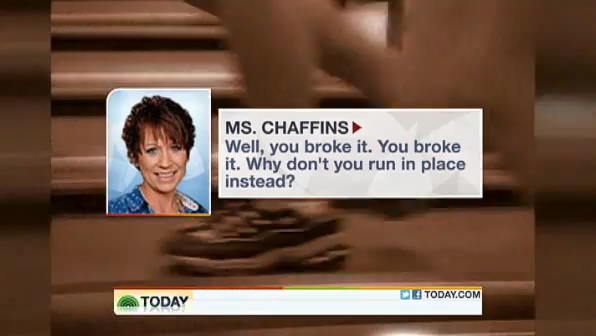 MS. CHAFFINS
Well, you broke it. You broke
it. Why don't you run in place
instead?
TODAY
TODAY.COM